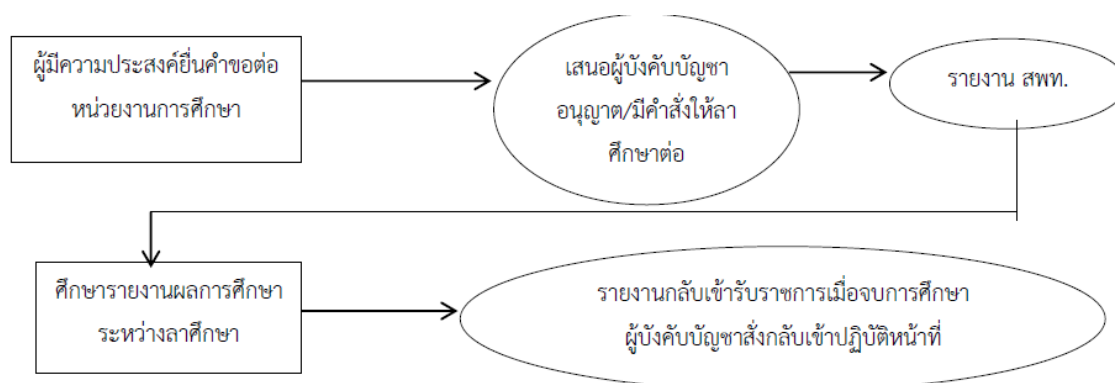 ผู้มีความประสงค์ยื่นคำขอต่อ
หน่วยงานการศึกษา
เสนอผู้บังคับบัญชา
อนุญาต/มีคำสั่งให้ลา
ศึกษาต่อ
รายงาน สพท.
ศึกษารายงานผลการศึกษา
ระหว่างลาศึกษา
รายงานกลับเข้ารับราชการเมื่อจบการศึกษา
ผู้บังคับบัญชาสั่งกลับเข้าปฏิบัติหน้าที่